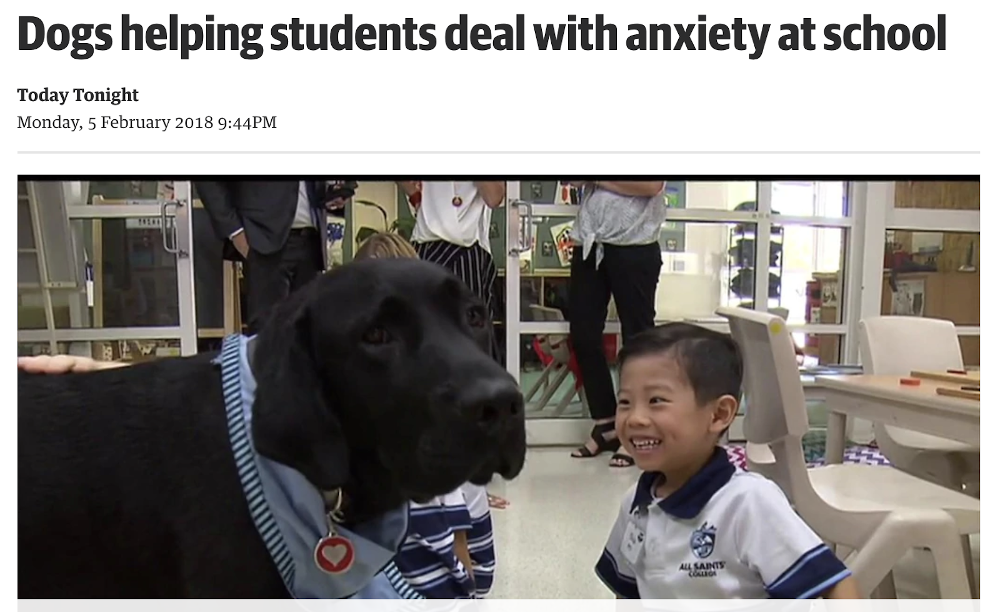 Dogs helping students deal with anxiety at school
Today Tonight
Monday, 5 February 2018 9:44PM
ALL SAINTS'
COLLEGE